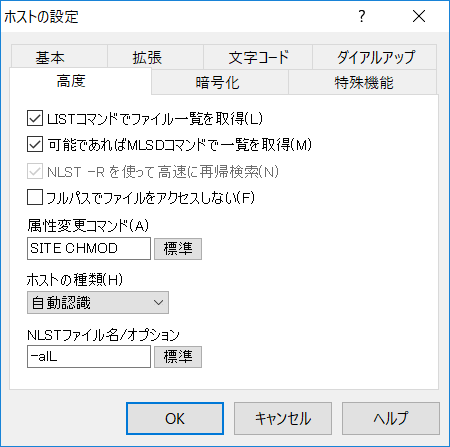 ホストの設定
?
基本 拡張 文字コード ダイアルアップ
高度 暗号化 特殊機能
LISTコマンドでファイル一覧を取得(L)
可能であればMLSDコマンドで一覧を取得(M)
NLST -R を使って高速に再帰検索(N)
フルパスでファイルをアクセスしない(F)
属性変更コマンド(A)
SITE CHMOD 標準
ホストの種類(H)
自動認識
NLSTファイル名/オプション
-alL 標準
OK キャンセル ヘルプ